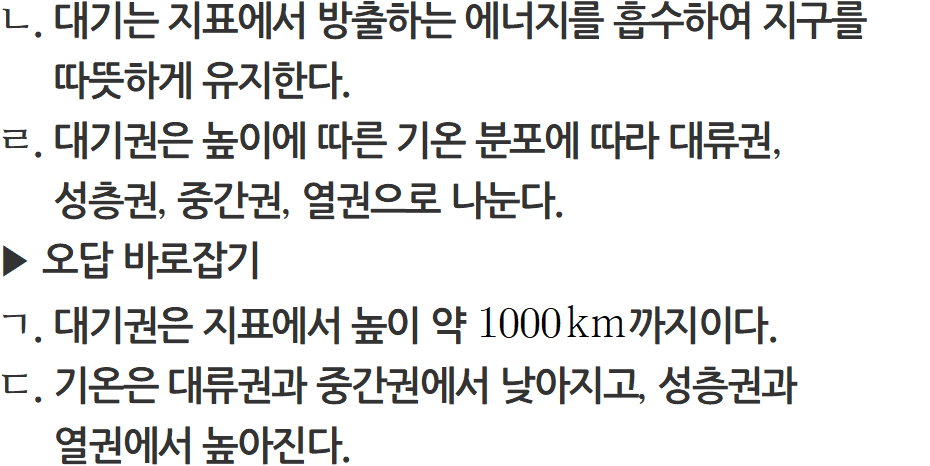 ㄴ. 대기는 지표에서 방출하는 에너지를 흡수하여 지구를
따뜻하게 유지한다.
ㄹ. 대기권은 높이에 따른 기온 분포에 따라 대류권,
성층권, 중간권, 열권으로 나눈다.
▶ 오답 바로잡기
ㄱ. 대기권은 지표에서 높이 약 1000 km까지이다.
ㄷ. 기온은 대류권과 중간권에서 낮아지고, 성층권과
열권에서 높아진다.